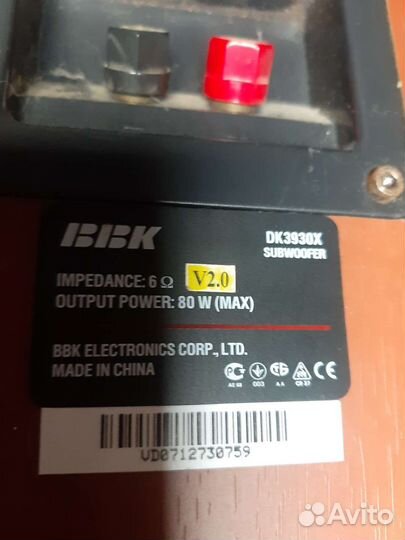 BBK
DK3930X
SUBWOOFER
IMPEDANCE: 6 Ω V2.0
OUTPUT POWER: 80 W (MAX)
BBK ELECTRONICS CORP., LTD.
MADE IN CHINA
VD0712730759
Avito